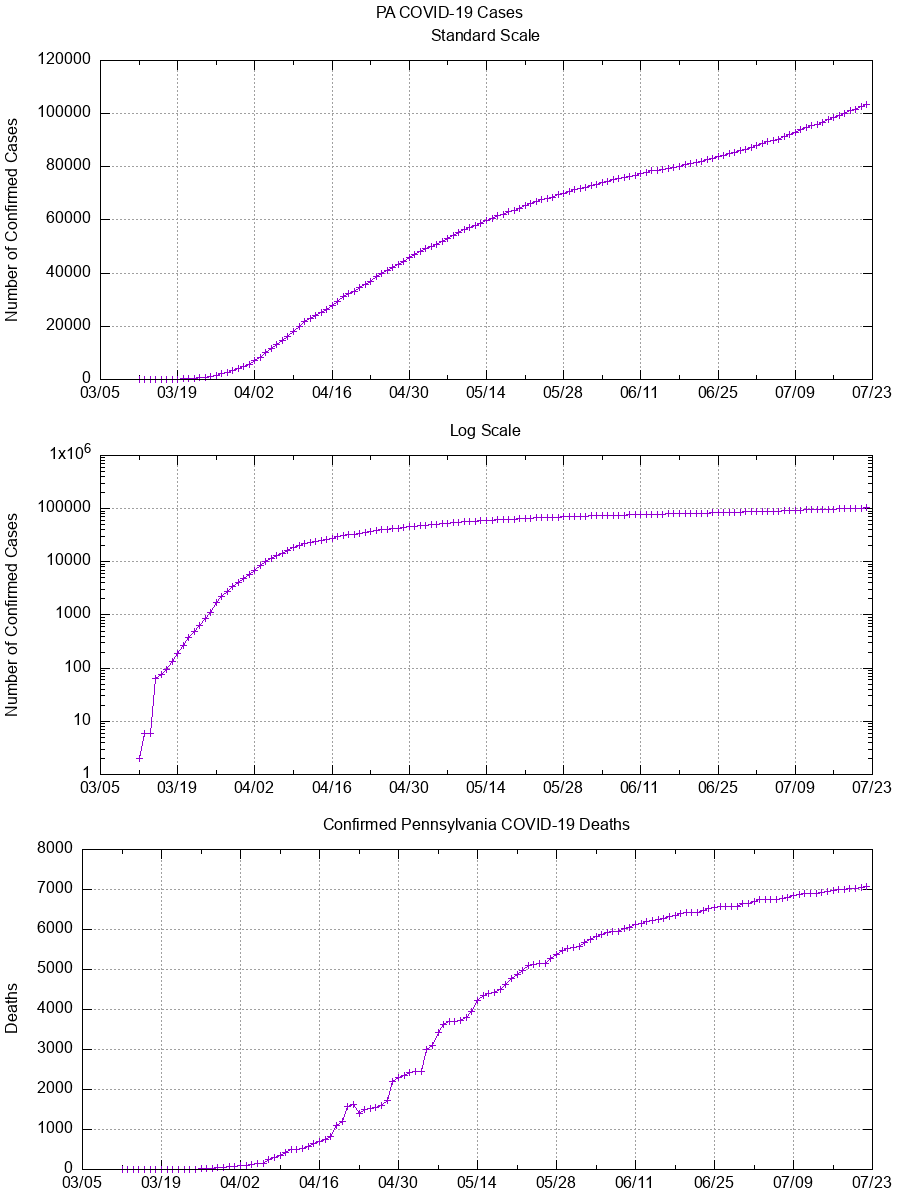 PA COVID-19 Cases
Standard Scale
120000
100000
80000
60000
40000
20000
0
Number of Confirmed Cases
03/05 03/19 04/02 04/16 04/30 05/14 05/28 06/11 06/25 07/09 07/23
Log Scale
1x10⁶
100000
10000
1000
100
10
1
Number of Confirmed Cases
03/05 03/19 04/02 04/16 04/30 05/14 05/28 06/11 06/25 07/09 07/23
Confirmed Pennsylvania COVID-19 Deaths
8000
7000
6000
5000
4000
3000
2000
1000
0
Deaths
03/05 03/19 04/02 04/16 04/30 05/14 05/28 06/11 06/25 07/09 07/23